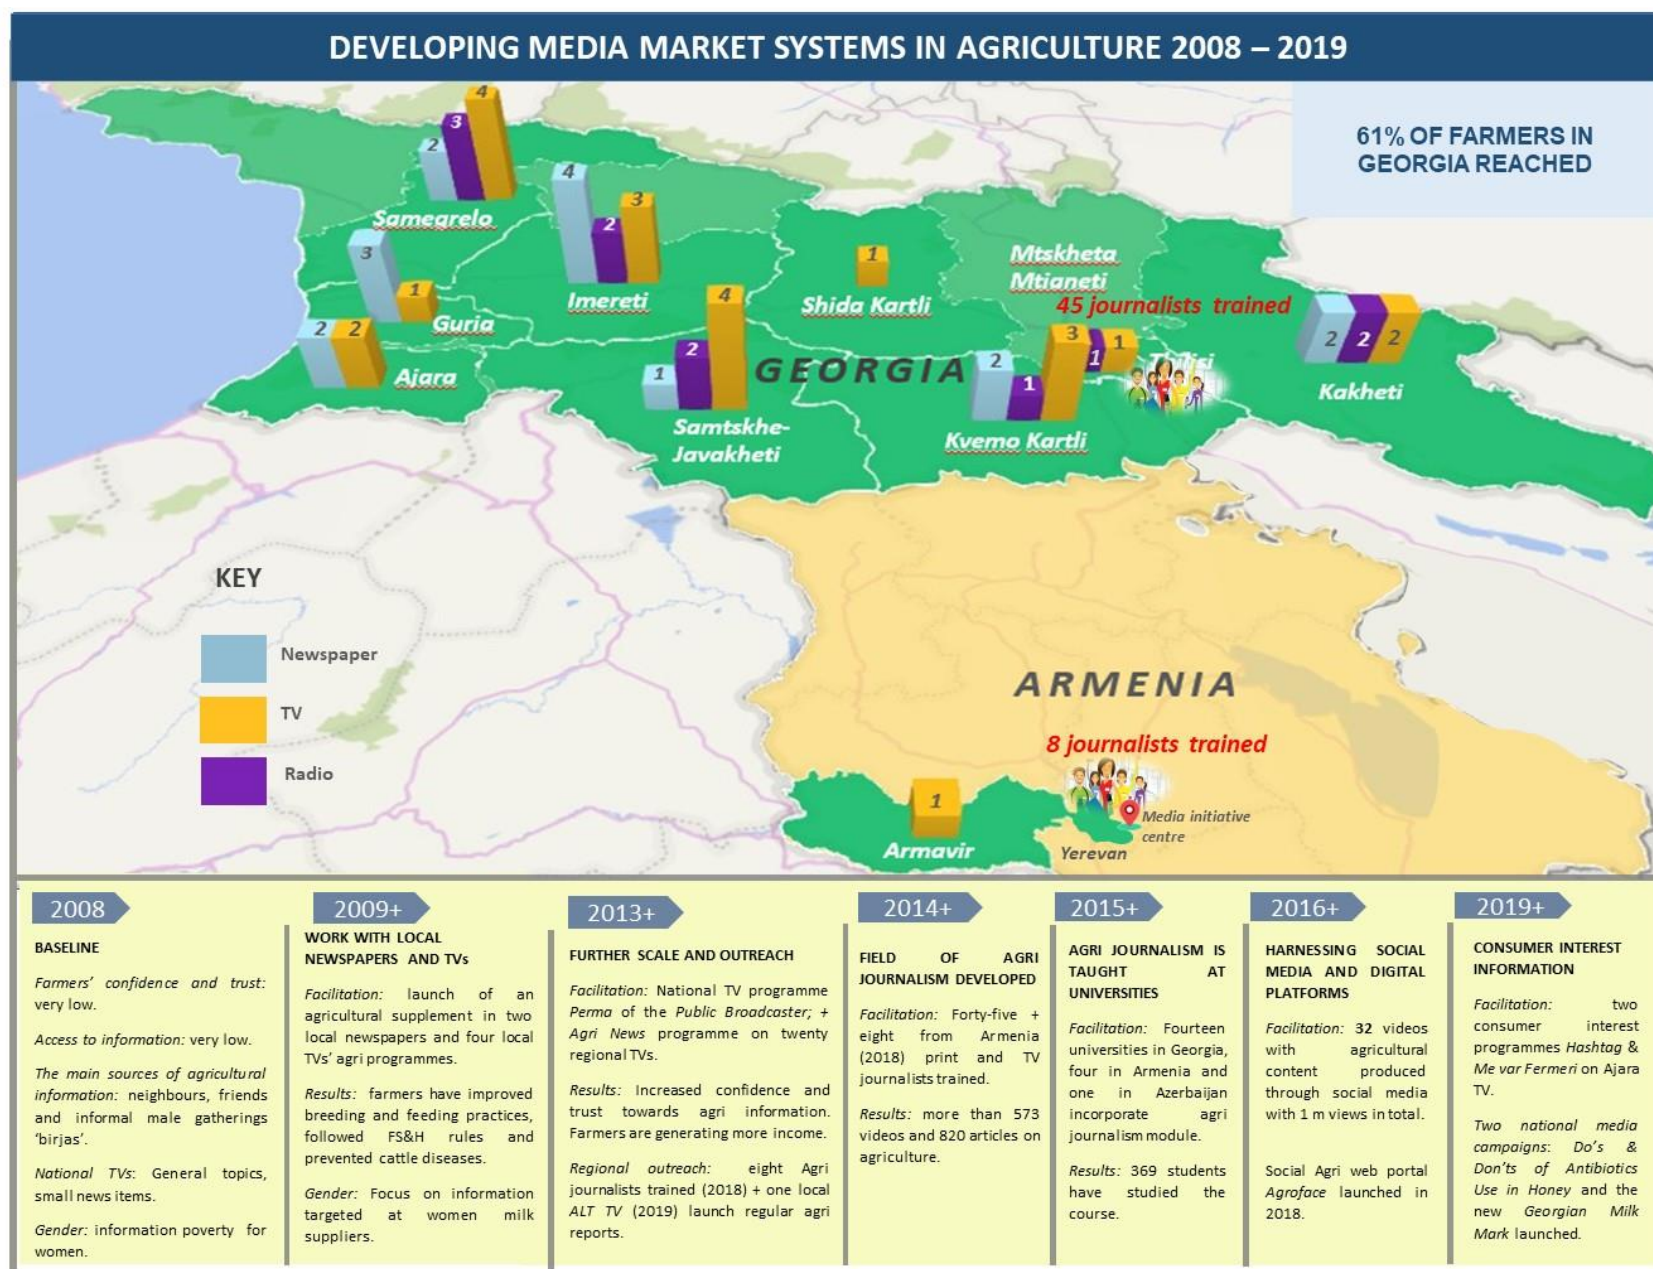 DEVELOPING MEDIA MARKET SYSTEMS IN AGRICULTURE 2008 – 2019
61% OF FARMERS IN
GEORGIA REACHED
2
3
4
Samegrelo
4
2
3
Imereti
3
1
Guria
2
2
Ajara
1
Shida Kartli
Mtskheta
Mtianeti
45 journalists trained
1
2
4
Samtskhe-
Javakheti
GEORGIA
2
1
3
Kvemo Kartli
1
1
Tbilisi
2
2
2
Kakheti
KEY
Newspaper
TV
Radio
ARMENIA
8 journalists trained
1
Armavir
Media initiative
centre
Yerevan
2008
BASELINE
Farmers' confidence and trust:
very low.
Access to information: very low.
The main sources of agricultural
information: neighbours, friends
and informal male gatherings
‘birjas’.
National TVs: General topics,
small news items.
Gender: information poverty for
women.
2009+
WORK WITH LOCAL
NEWSPAPERS AND TVs
Facilitation: launch of an
agricultural supplement in two
local newspapers and four local
TVs’ agri programmes.
Results: farmers have improved
breeding and feeding practices,
followed FS&H rules and
prevented cattle diseases.
Gender: Focus on information
targeted at women milk
suppliers.
2013+
FURTHER SCALE AND OUTREACH
Facilitation: National TV programme
Perma of the Public Broadcaster; +
Agri News programme on twenty
regional TVs.
Results: Increased confidence and
trust towards agri information.
Farmers are generating more income.
Regional outreach: eight Agri
journalists trained (2018) + one local
ALT TV (2019) launch regular agri
reports.
2014+
FIELD OF AGRI
JOURNALISM DEVELOPED
Facilitation: Forty-five +
eight from Armenia
(2018) print and TV
journalists trained.
Results: more than 573
videos and 820 articles on
agriculture.
2015+
AGRI JOURNALISM IS
TAUGHT AT
UNIVERSITIES
Facilitation: Fourteen
universities in Georgia,
four in Armenia and
one in Azerbaijan
incorporate agri
journalism module.
Results: 369 students
have studied the
course.
2016+
HARNESSING SOCIAL
MEDIA AND DIGITAL
PLATFORMS
Facilitation: 32 videos
with agricultural
content produced
through social media
with 1 m views in total.
Social Agri web portal
Agroface launched in
2018.
2019+
CONSUMER INTEREST
INFORMATION
Facilitation: two
consumer interest
programmes Hashtag &
Me var Fermeri on Ajara
TV.
Two national media
campaigns: Do's &
Don'ts of Antibiotics
Use in Honey and the
new Georgian Milk
Mark launched.